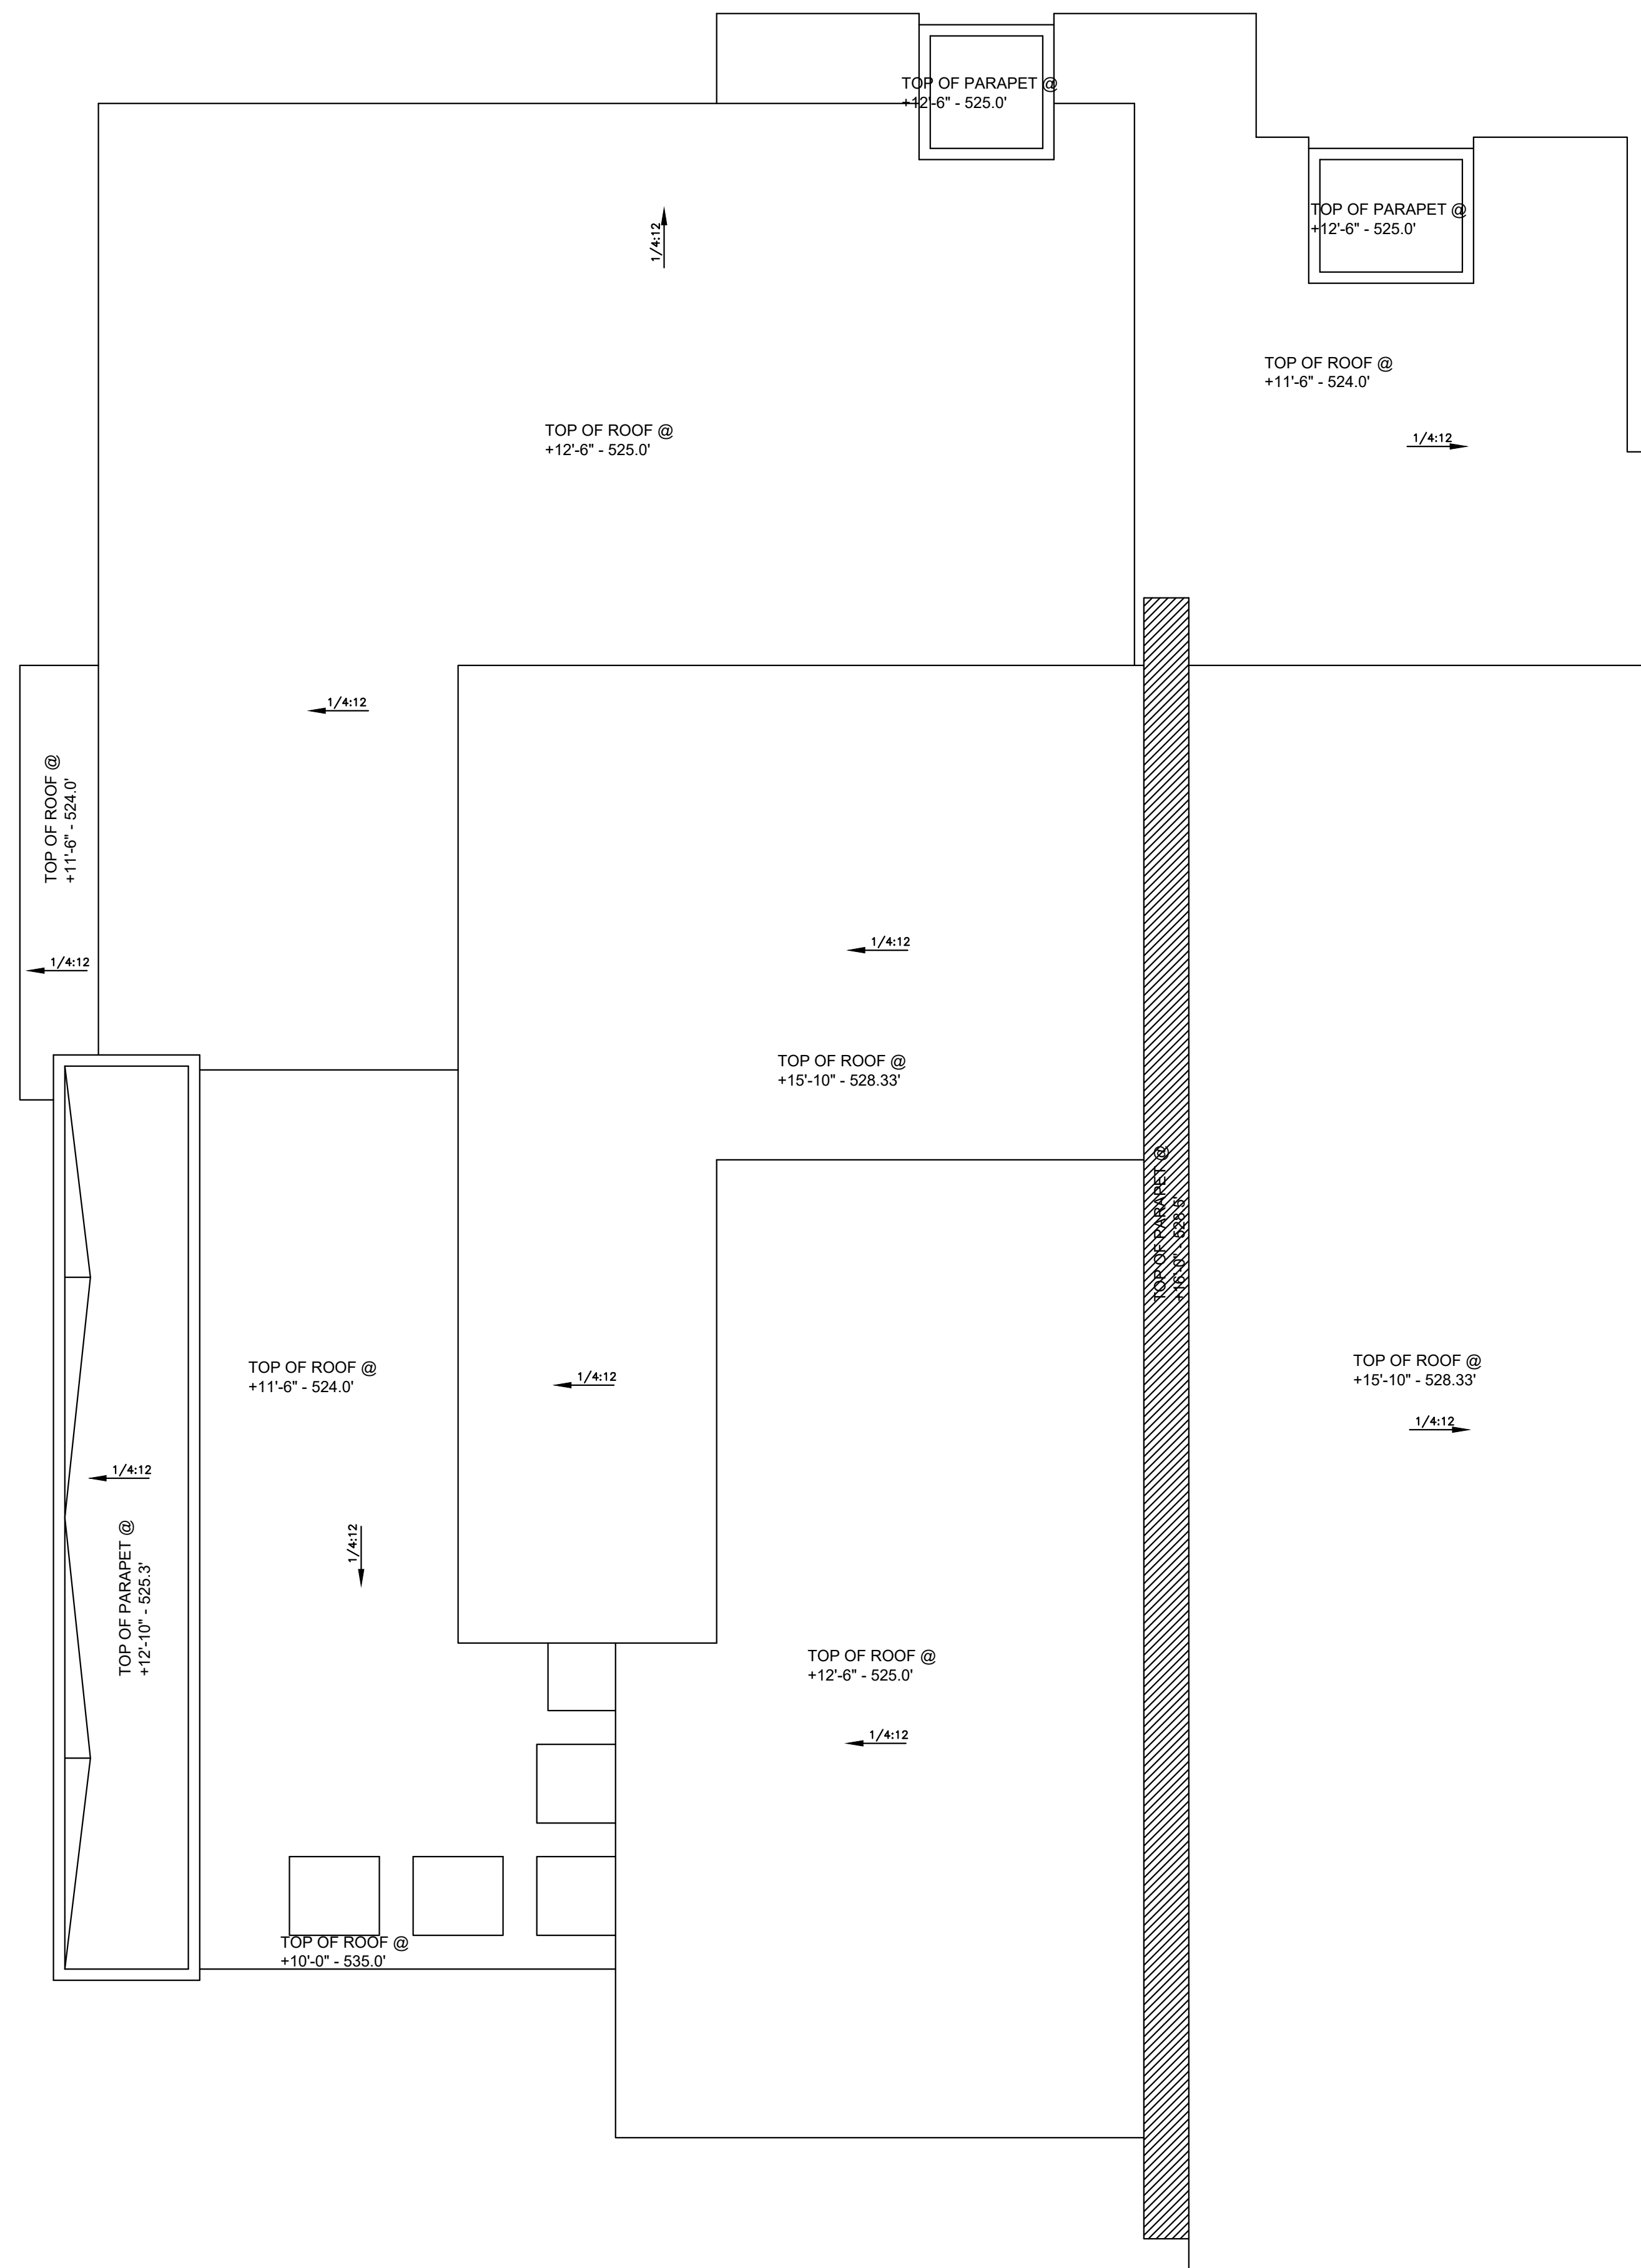 TOP OF PARAPET @
+12'-6" - 525.0'
TOP OF PARAPET @
+12'-6" - 525.0'
1/4:12
TOP OF ROOF @
+11'-6" - 524.0'
TOP OF ROOF @
+12'-6" - 525.0'
1/4:12
1/4:12
TOP OF ROOF @
+11'-6" - 524.0'
1/4:12
1/4:12
TOP OF ROOF @
+15'-10" - 528.33'
TOP OF PARAPET @
+16'-0" - 528.5'
TOP OF ROOF @
+11'-6" - 524.0'
1/4:12
TOP OF ROOF @
+15'-10" - 528.33'
1/4:12
1/4:12
TOP OF PARAPET @
+12'-10" - 525.3'
1/4:12
TOP OF ROOF @
+12'-6" - 525.0'
1/4:12
TOP OF ROOF @
+10'-0" - 535.0'